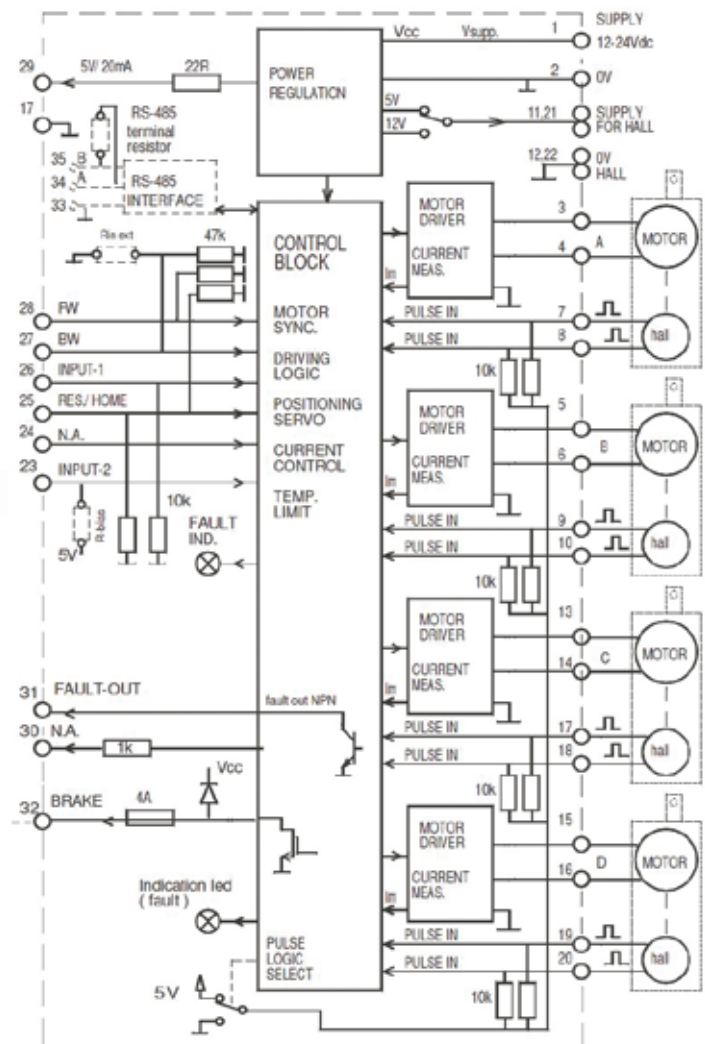 SUPPLY
Vcc Vsupp. 1
12-24Vdc
29 5V/ 20mA 22R
POWER
REGULATION
2 0V
17
RS-485
terminal
resistor
5V
12V
11,21 SUPPLY
FOR HALL
35 B
34 A
33
RS-485
INTERFACE
12,22 0V
HALL
Rin ext
47k
CONTROL
BLOCK
MOTOR
DRIVER
CURRENT
MEAS.
Im
3
4 A
MOTOR
28 FW
27 BW
26 INPUT-1
25 RES./ HOME
24 N.A.
23 INPUT-2
MOTOR
SYNC.
DRIVING
LOGIC
POSITIONING
SERVO
CURRENT
CONTROL
TEMP.
LIMIT
PULSE IN 7
PULSE IN 8
hall
10k
MOTOR
DRIVER
CURRENT
MEAS.
Im
5
6 B
MOTOR
R-bias
5V
10k
FAULT
IND.
PULSE IN 9
PULSE IN 10
hall
10k
MOTOR
DRIVER
CURRENT
MEAS.
Im
13
14 C
MOTOR
31 FAULT-OUT
fault out NPN
30 N.A.
1k
PULSE IN 17
PULSE IN 18
hall
10k
Vcc
32 BRAKE 4A
MOTOR
DRIVER
CURRENT
MEAS.
Im
15
16 D
MOTOR
Indication led
( fault )
PULSE
LOGIC
SELECT
PULSE IN 19
PULSE IN 20
hall
10k
5V